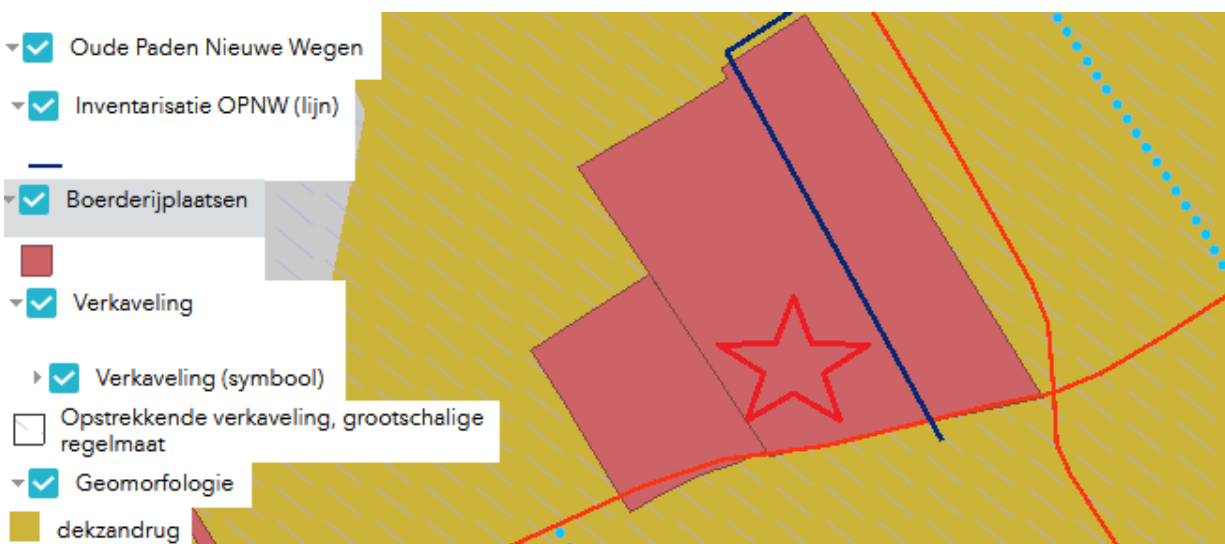 Oude Paden Nieuwe Wegen
Inventarisatie OPNW (lijn)
Boerderijplaatsen
Verkaveling
Verkaveling (symbool)
Opstrekkende verkaveling, grootschalige
regelmaat
Geomorfologie
dekzandrug